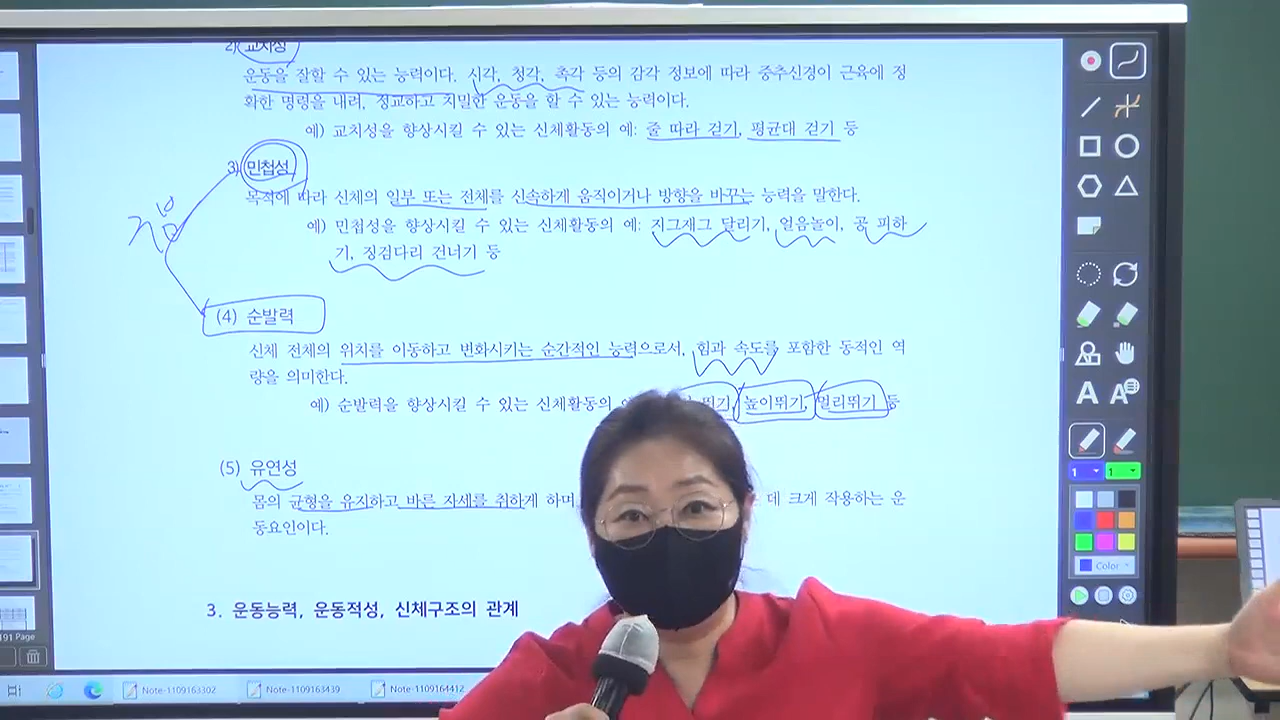 2) 교치성
운동을 잘할 수 있는 능력이다. 시각, 청각, 촉각 등의 감각 정보에 따라 중추신경이 근육에 정
확한 명령을 내려, 정교하고 치밀한 운동을 할 수 있는 능력이다.
예) 교치성을 향상시킬 수 있는 신체활동의 예: 줄 따라 걷기, 평균대 걷기 등
3) 민첩성
목적에 따라 신체의 일부 또는 전체를 신속하게 움직이거나 방향을 바꾸는 능력을 말한다.
예) 민첩성을 향상시킬 수 있는 신체활동의 예: 지그재그 달리기, 얼음놀이, 공 피하
기, 징검다리 건너기 등
(4) 순발력
신체 전체의 위치를 이동하고 변화시키는 순간적인 능력으로서, 힘과 속도를 포함한 동적인 역
량을 의미한다.
예) 순발력을 향상시킬 수 있는 신체활동의 뛰기, 높이뛰기, 멀리뛰기 등
(5) 유연성
몸의 균형을 유지하고 바른 자세를 취하게 하며 데 크게 작용하는 운
동요인이다.
3. 운동능력, 운동적성, 신체구조의 관계
191 Page
Note-1109163302
Note-1109163439
Note-1109164412
A
A
1
1
Color